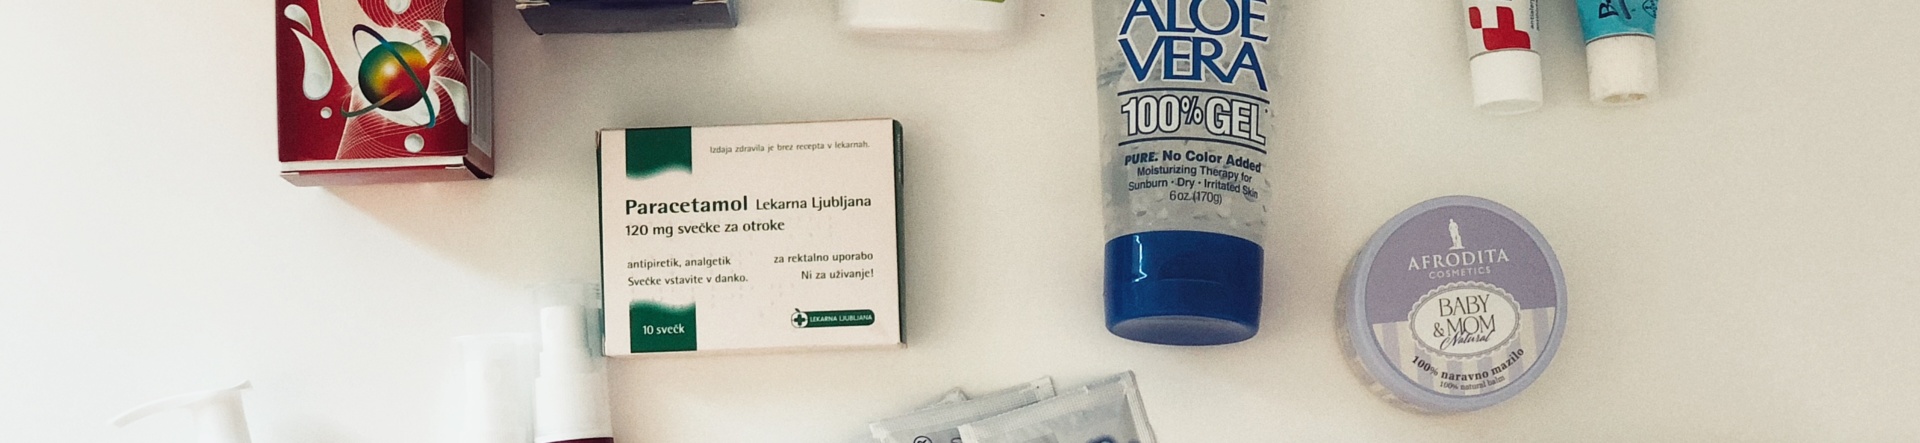 Izdaja zdravila je brez recepta v lekarnah.
Paracetamol Lekarna Ljubljana
120 mg svečke za otroke
antipiretik, analgetik
Svečke vstavite v danko.
za rektalno uporabo
Ni za uživanje!
10 svečk
LEKARNA LJUBLJANA
ALOE
VERA
100% GEL
PURE. No Color Added
Moisturizing Therapy for
Sunburn · Dry · Irritated Skin
6 oz. (170g)
AFRODITA
COSMETICS
BABY
& MOM
Natural
100% naravno mazilo
100% natural balm